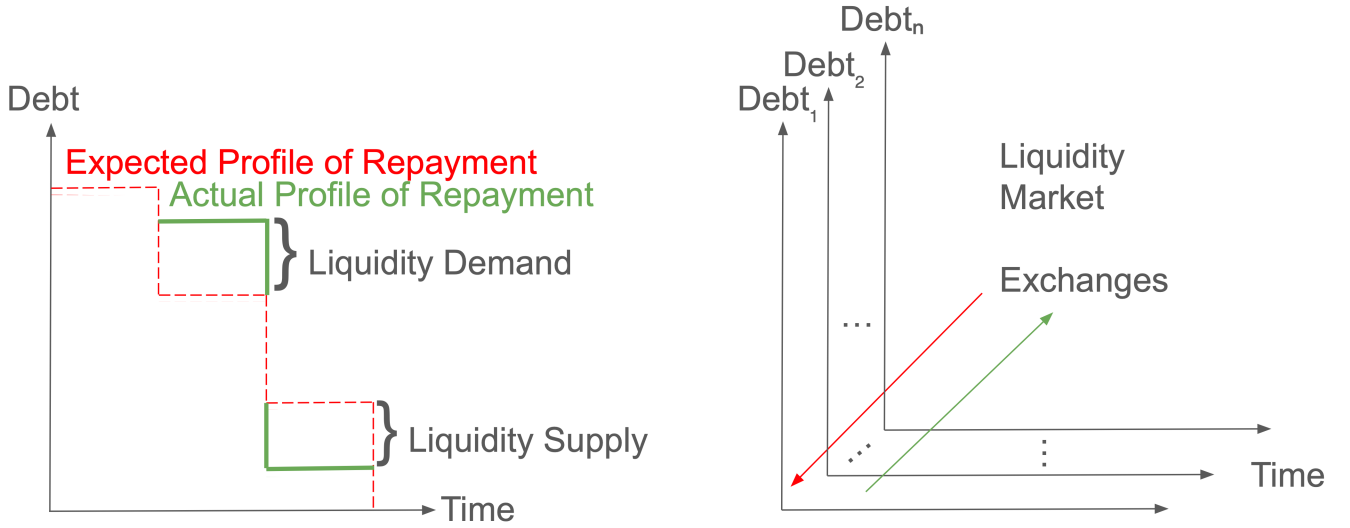 Debt
Expected Profile of Repayment
Actual Profile of Repayment
Liquidity Demand
Liquidity Supply
Time
Debtₙ
Debt₂
Debt₁
Liquidity
Market
Exchanges
...
...
...
Time